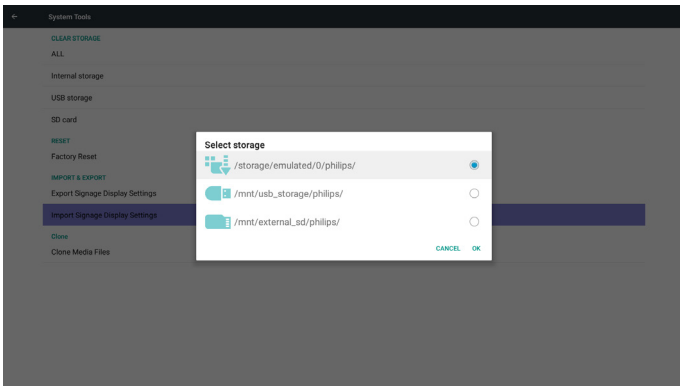 System Tools
CLEAR STORAGE
ALL
Internal storage
USB storage
SD card
RESET
Factory Reset
IMPORT & EXPORT
Export Signage Display Settings
Import Signage Display Settings
Clone
Clone Media Files
Select storage
/storage/emulated/0/philips/
/mnt/usb_storage/philips/
/mnt/external_sd/philips/
CANCEL OK